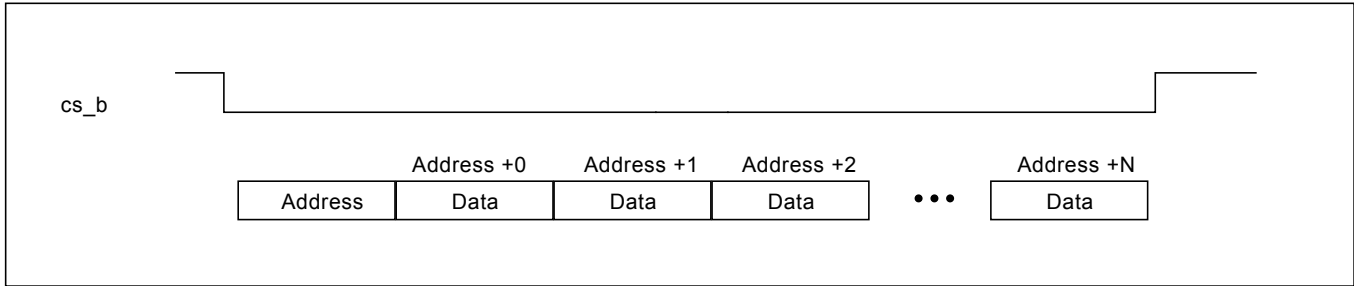 cs_b
Address +0 Address +1 Address +2 Address +N
Address Data Data Data ••• Data